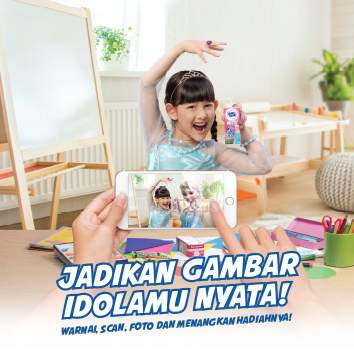 JADIKAN GAMBAR
IDOLAMU NYATA!
WARNAI, SCAN, FOTO DAN MENANGKAN HADIAHNYA!